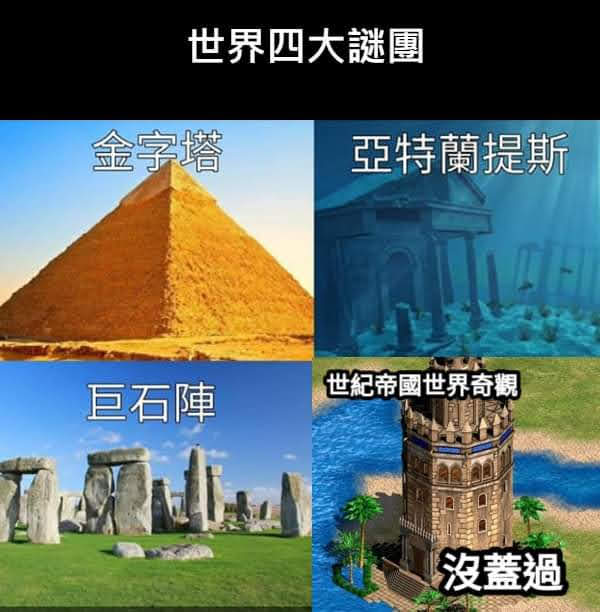 世界四大謎團
金字塔
亞特蘭提斯
巨石陣
世紀帝國世界奇觀
沒蓋過